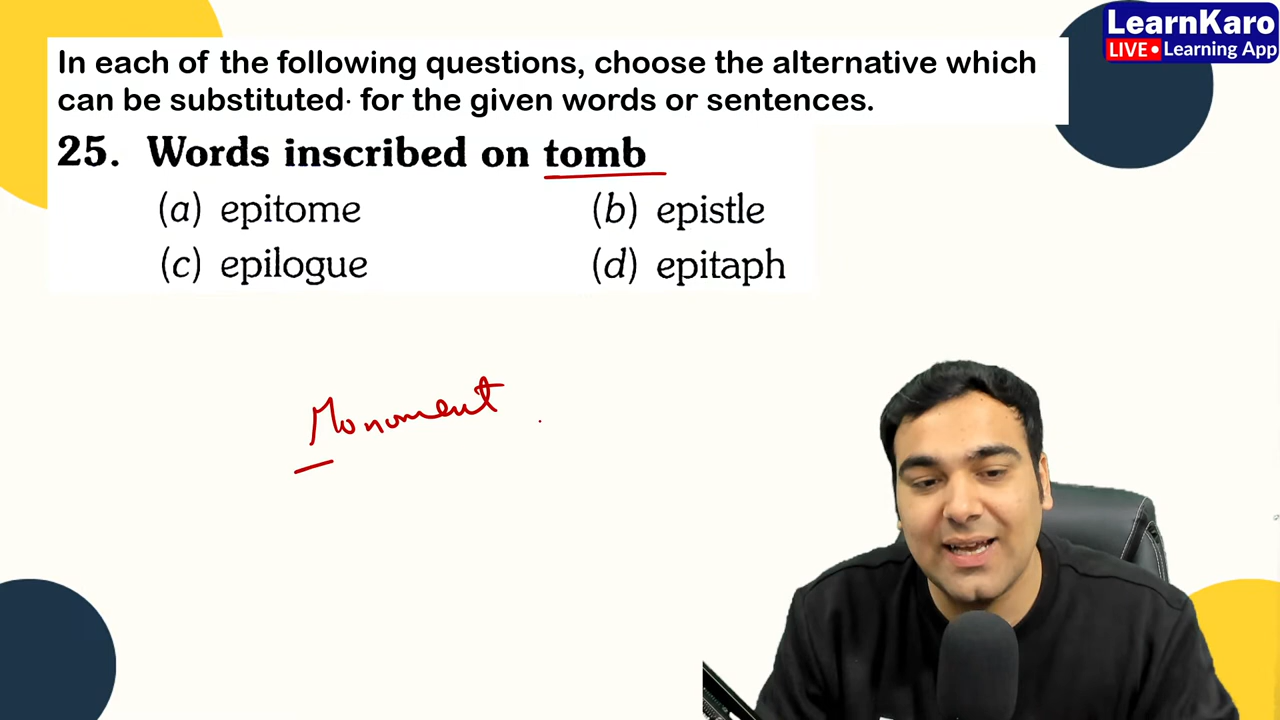 LearnKaro
LIVE • Learning App
In each of the following questions, choose the alternative which
can be substituted for the given words or sentences.
25. Words inscribed on tomb
(a) epitome (b) epistle
(c) epilogue (d) epitaph
Monoment